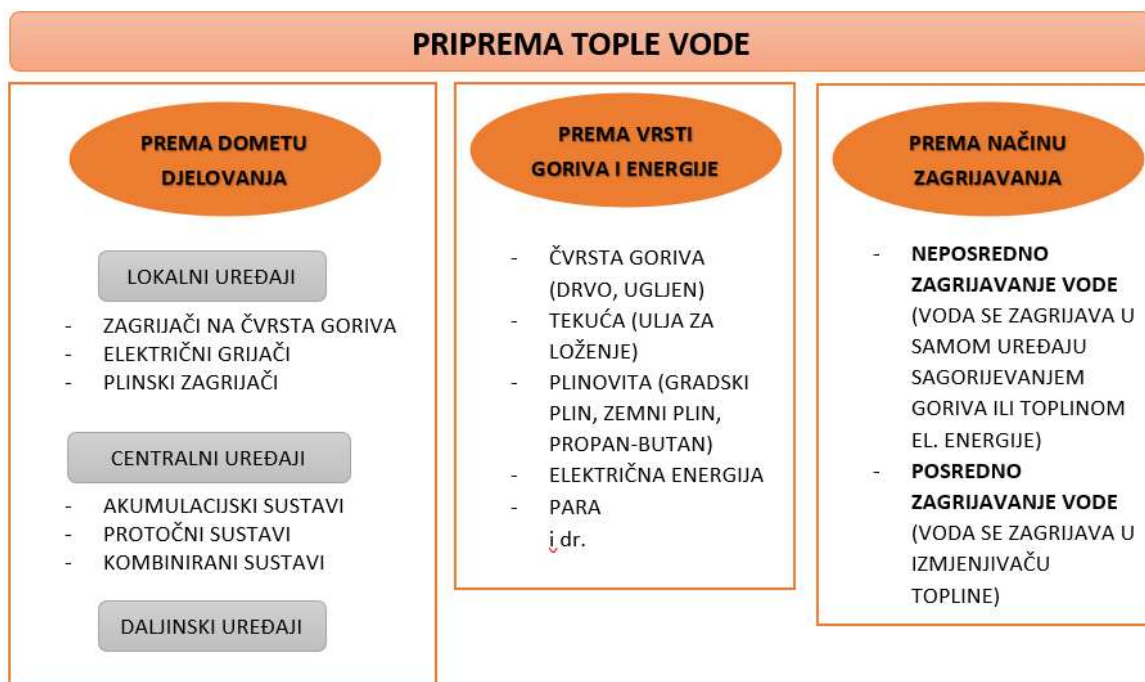 PRIPREMA TOPLE VODE
PREMA DOMETU
DJELOVANJA
LOKALNI UREĐAJI
- ZAGRIJAČI NA ČVRSTA GORIVA
- ELEKTRIČNI GRIJAČI
- PLINSKI ZAGRIJAČI
CENTRALNI UREĐAJI
- AKUMULACIJSKI SUSTAVI
- PROTOČNI SUSTAVI
- KOMBINIRANI SUSTAVI
DALJINSKI UREĐAJI
PREMA VRSTI
GORIVA I ENERGIJE
- ČVRSTA GORIVA
(DRVO, UGLJEN)
- TEKUĆA (ULJA ZA
LOŽENJE)
- PLINOVITA (GRADSKI
PLIN, ZEMNI PLIN,
PROPAN-BUTAN)
- ELEKTRIČNA ENERGIJA
- PARA
i dr.
PREMA NAČINU
ZAGRIJAVANJA
- NEPOSREDNO
ZAGRIJAVANJE VODE
(VODA SE ZAGRIJAVA U
SAMOM UREĐAJU
SAGORIJEVANJEM
GORIVA ILI TOPLINOM
EL. ENERGIJE)
- POSREDNO
ZAGRIJAVANJE VODE
(VODA SE ZAGRIJAVA U
IZMJENJIVAČU
TOPLINE)